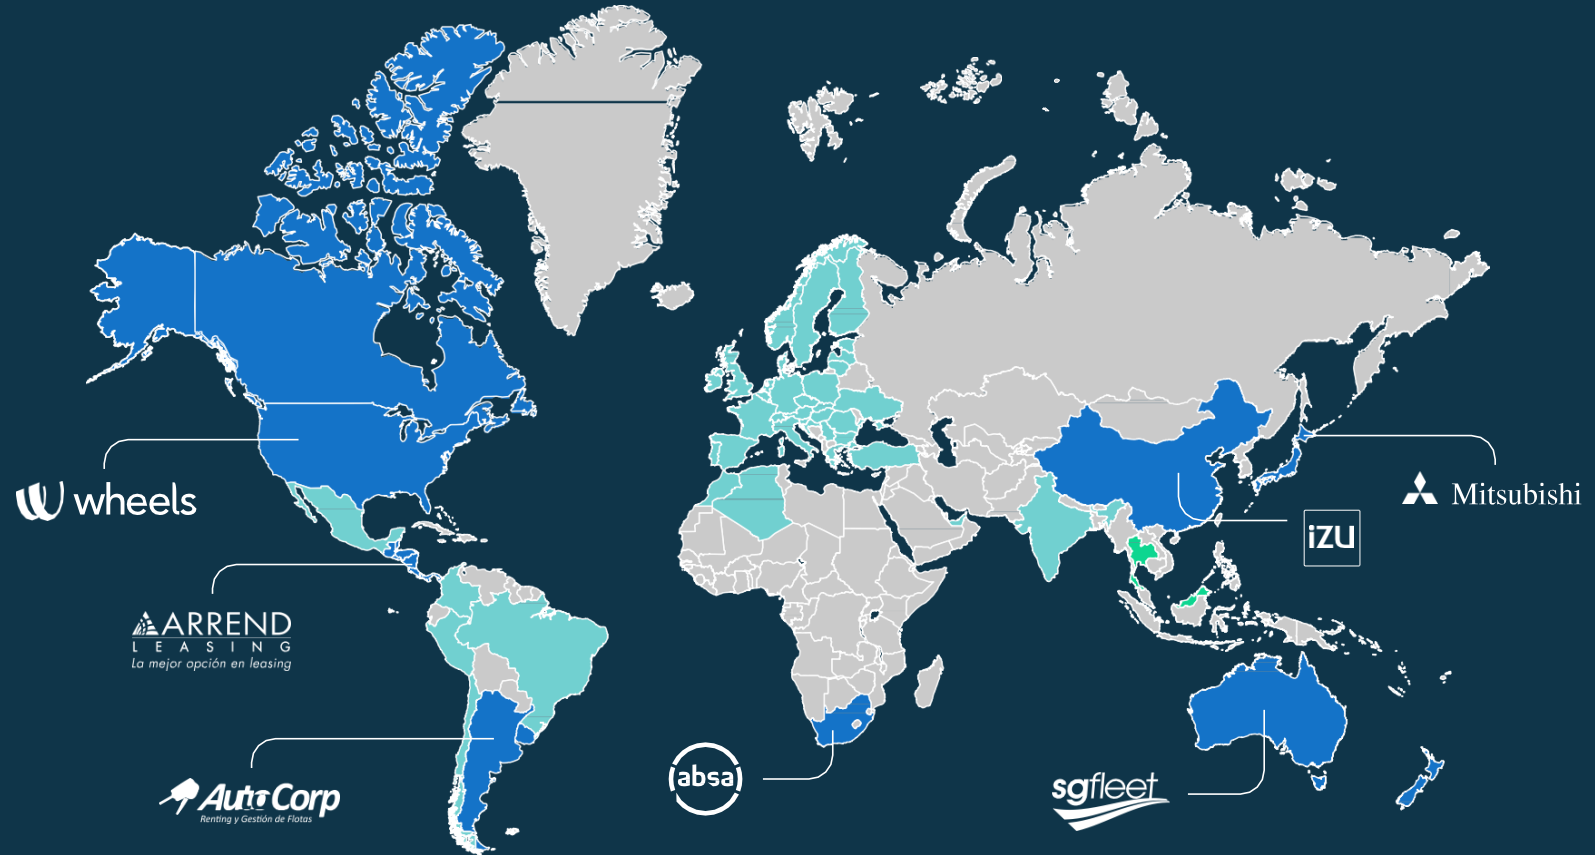 wheels
Mitsubishi
iZU
ARREND
LEASING
La mejor opción en leasing
absa
sgfleet
AutoCorp
Renting y Gestión de Flotas